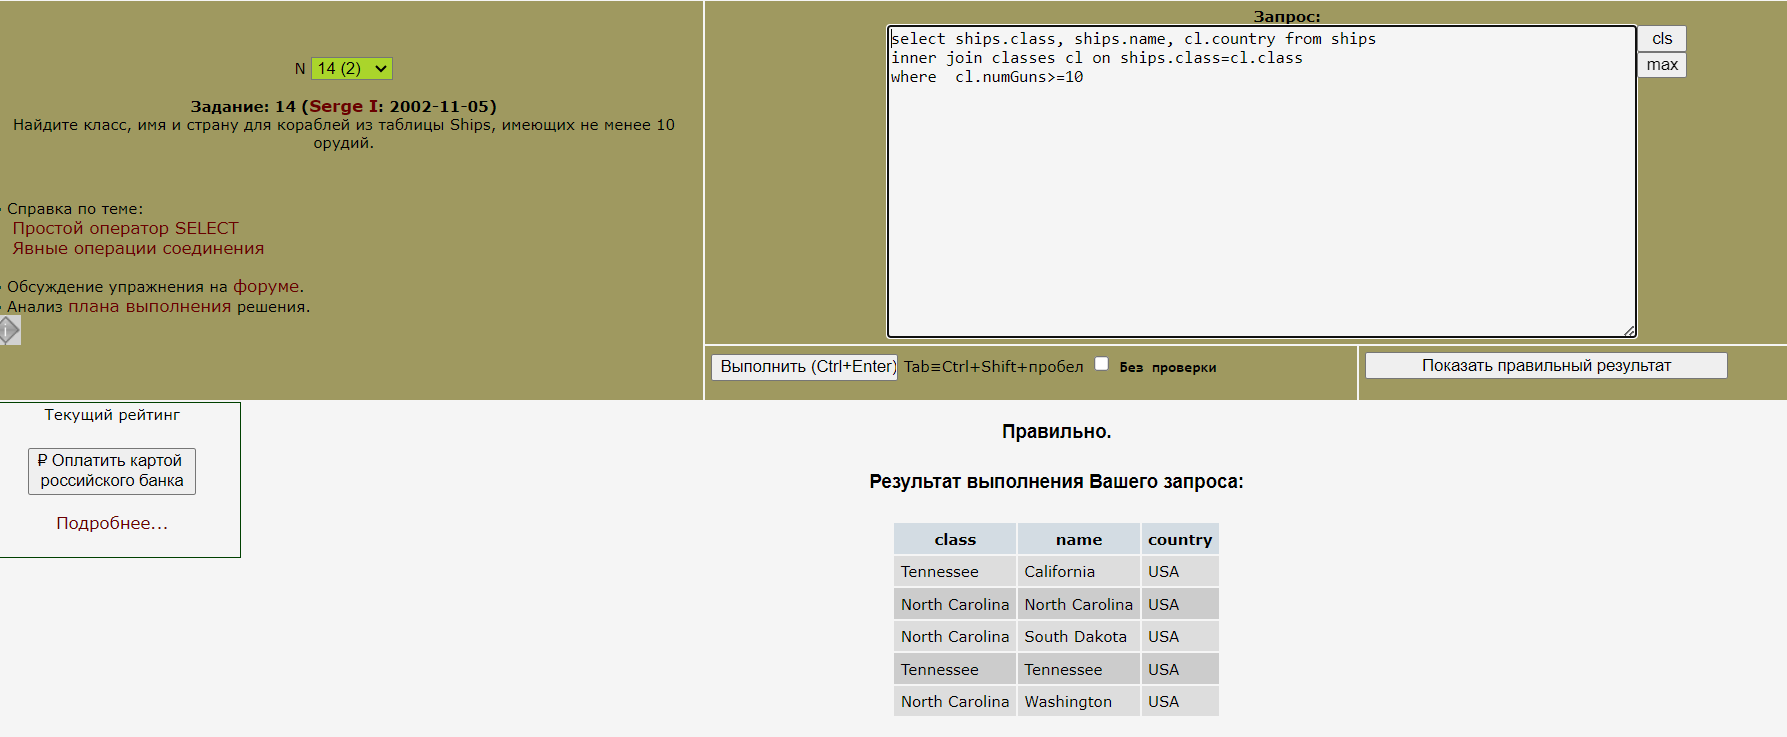 N 14 (2)
Задание: 14 (Serge I: 2002-11-05)
Найдите класс, имя и страну для кораблей из таблицы Ships, имеющих не менее 10
орудий.
Справка по теме:
Простой оператор SELECT
Явные операции соединения
Обсуждение упражнения на форуме.
Анализ плана выполнения решения.
Запрос:
select ships.class, ships.name, cl.country from ships
inner join classes cl on ships.class=cl.class
where  cl.numGuns>=10
cls
max
Выполнить (Ctrl+Enter) Tab≡Ctrl+Shift+пробел Без проверки
Показать правильный результат
Текущий рейтинг
₽ Оплатить картой
российского банка
Подробнее...
Правильно.
Результат выполнения Вашего запроса:
class name country
Tennessee California USA
North Carolina North Carolina USA
North Carolina South Dakota USA
Tennessee Tennessee USA
North Carolina Washington USA